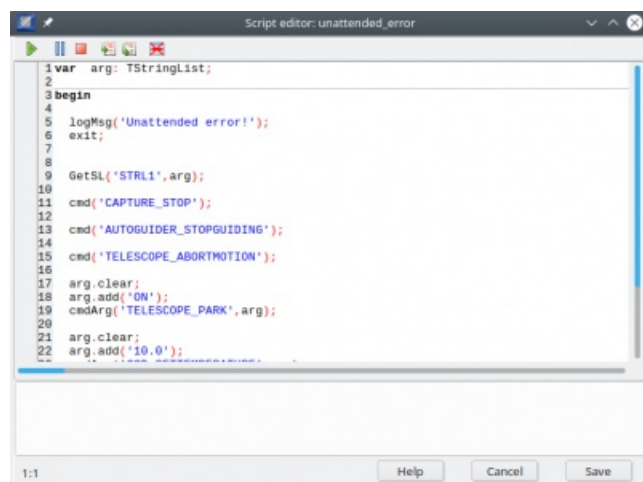 Script editor: unattended_error
1 var arg: TStringList;
2
3 begin
4
5 logMsg('Unattended error!');
6 exit;
7
8
9 GetSL('STRL1',arg);
10
11 cmd('CAPTURE_STOP');
12
13 cmd('AUTOGUIDER_STOPGUIDING');
14
15 cmd('TELESCOPE_ABORTMOTION');
16
17 arg.clear;
18 arg.add('ON');
19 cmdArg('TELESCOPE_PARK',arg);
20
21 arg.clear;
22 arg.add('10.0');
1:1
Help Cancel Save